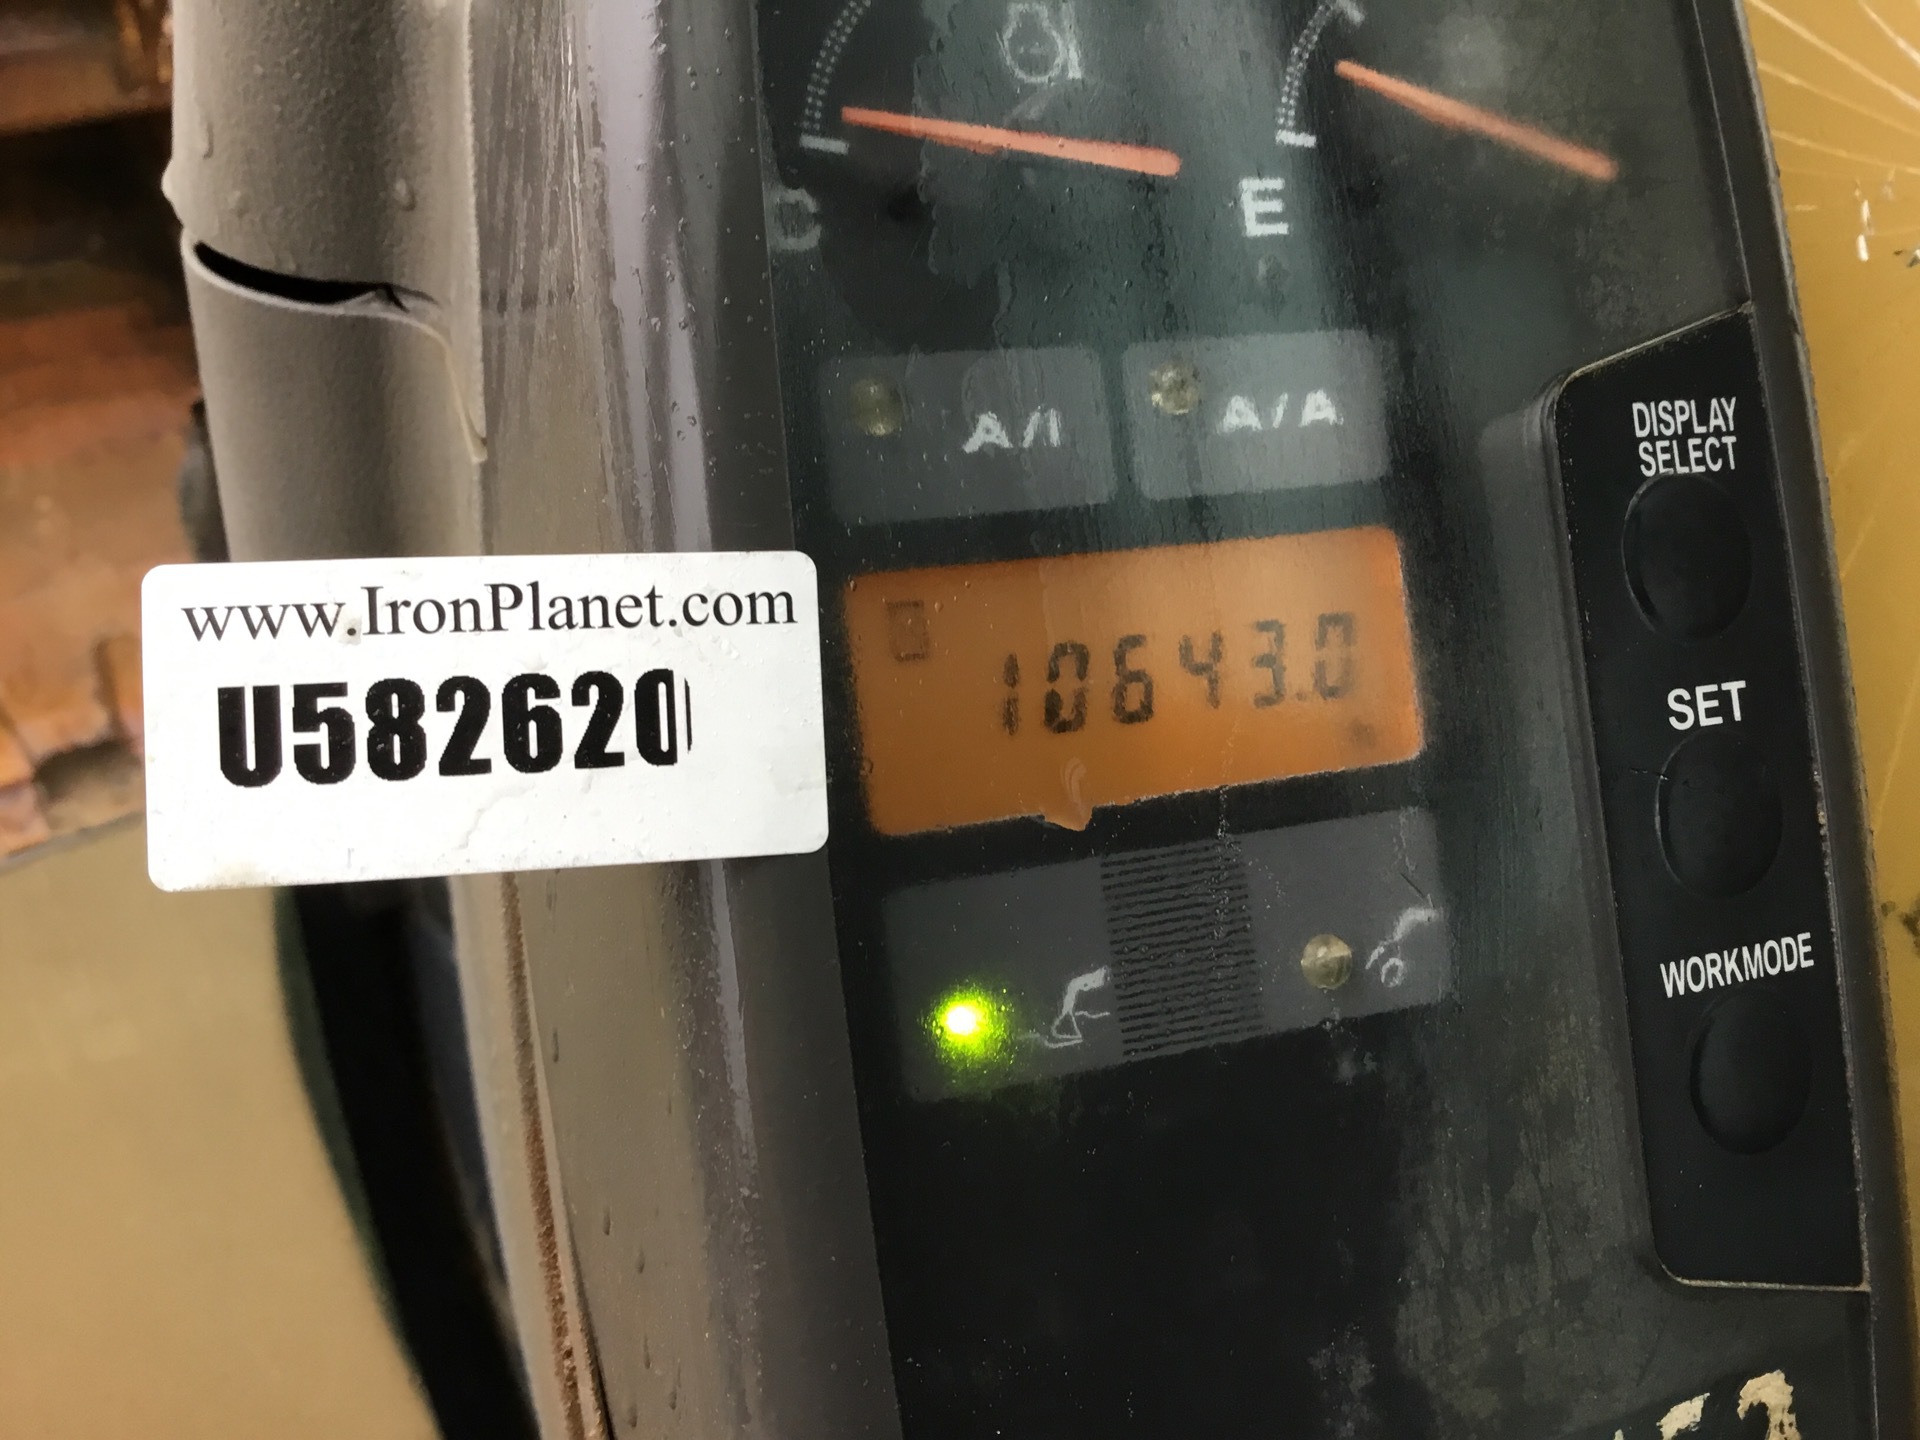 C
E
A/I
A/A
DISPLAY
SELECT
www.IronPlanet.com
U582620
10643.0
SET
WORKMODE